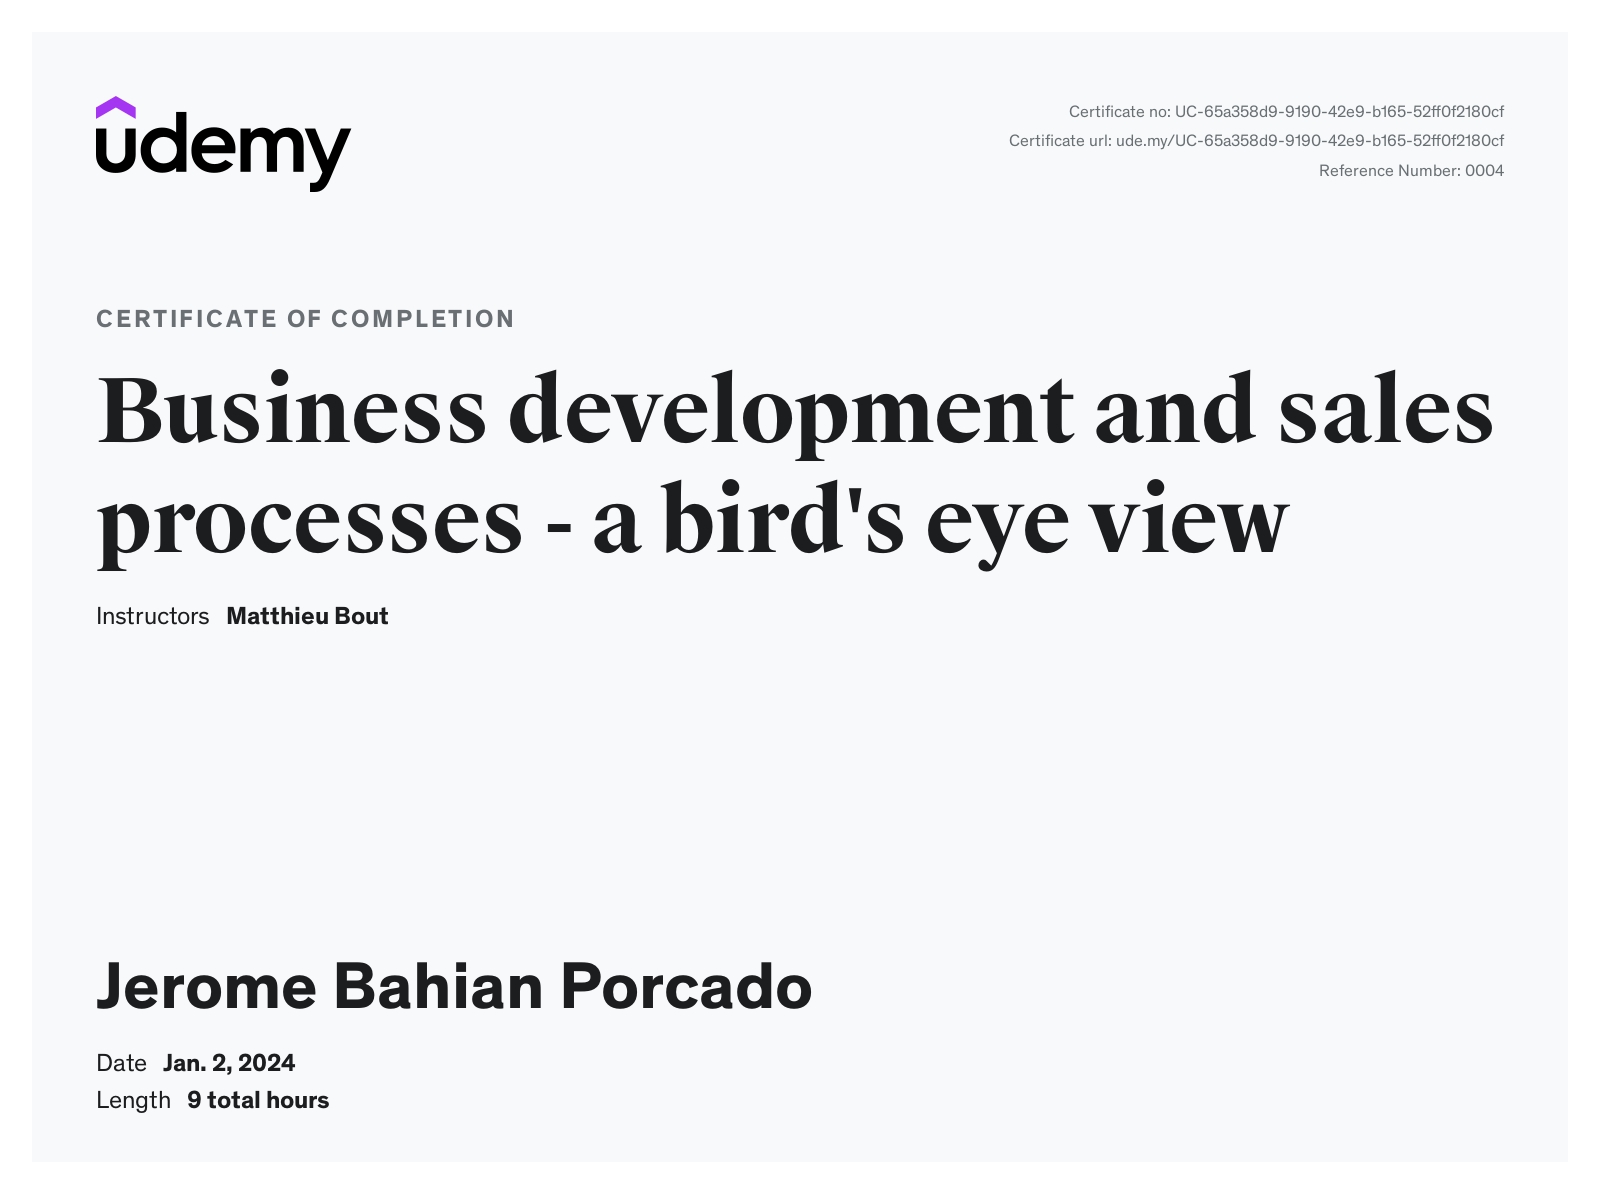 udemy
Certificate no: UC-65a358d9-9190-42e9-b165-52ff0f2180cf
Certificate url: ude.my/UC-65a358d9-9190-42e9-b165-52ff0f2180cf
Reference Number: 0004
CERTIFICATE OF COMPLETION
Business development and sales
processes - a bird's eye view
Instructors Matthieu Bout
Jerome Bahian Porcado
Date Jan. 2, 2024
Length 9 total hours